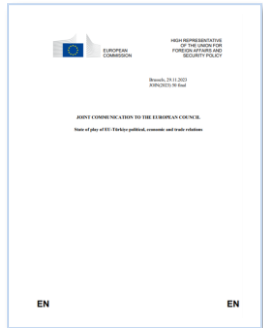 EUROPEAN
COMMISSION
HIGH REPRESENTATIVE
OF THE UNION FOR
FOREIGN AFFAIRS AND
SECURITY POLICY
Brussels, 29.11.2023
JOIN(2023) 50 final
JOINT COMMUNICATION TO THE EUROPEAN COUNCIL
State of play of EU-Türkiye political, economic and trade relations
EN
EN